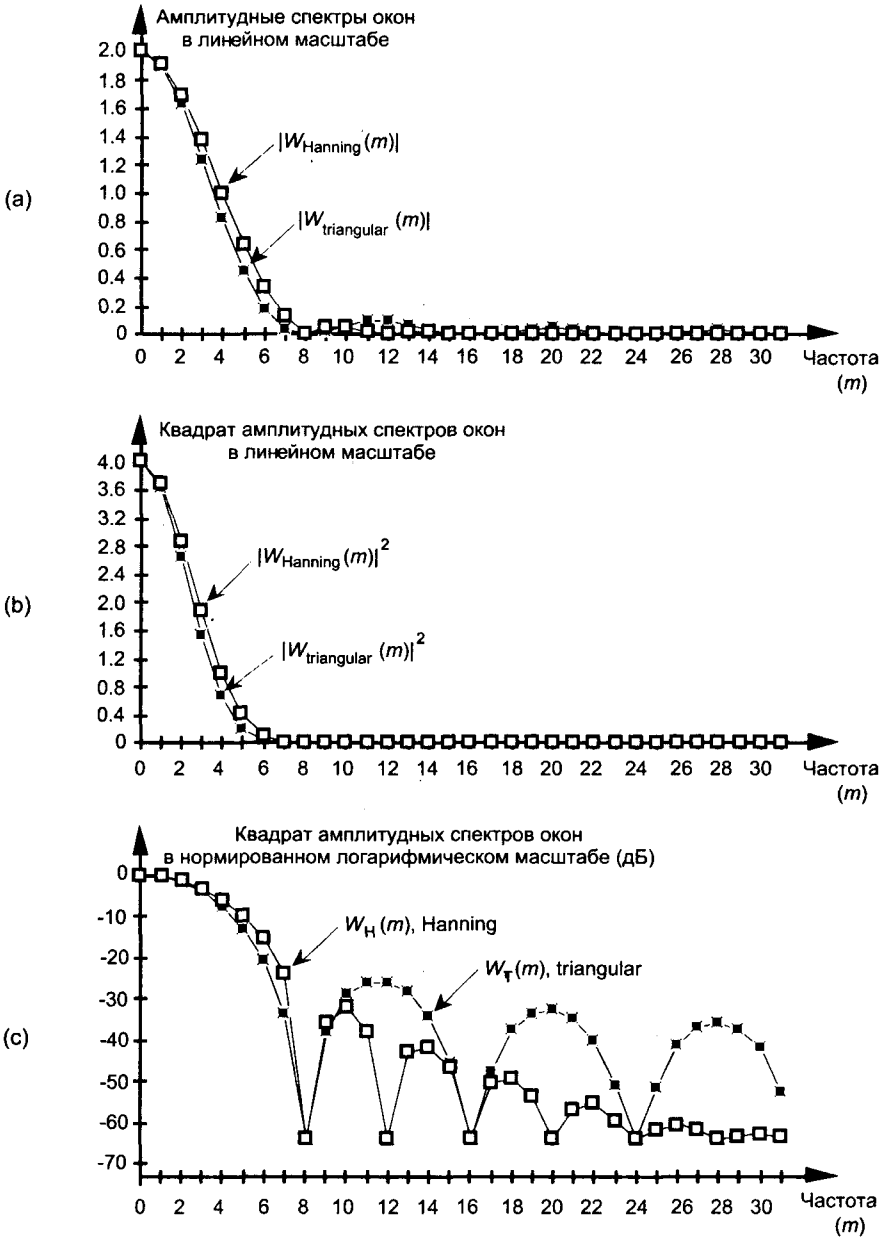 Амплитудные спектры окон
в линейном масштабе
2.0
1.8
1.6
1.4
1.2
1.0
0.8
0.6
0.4
0.2
0
|W Hanning (m)|
|W triangular (m)|
(a)
0 2 4 6 8 10 12 14 16 18 20 22 24 26 28 30
Частота
(m)
Квадрат амплитудных спектров окон
в линейном масштабе
4.0
3.6
3.2
2.8
2.4
2.0
1.6
1.2
0.8
0.4
0
|W Hanning (m)|²
|W triangular (m)|²
(b)
0 2 4 6 8 10 12 14 16 18 20 22 24 26 28 30
Частота
(m)
Квадрат амплитудных спектров окон
в нормированном логарифмическом масштабе (дБ)
0
-10
-20
-30
-40
-50
-60
-70
W H (m), Hanning
W T (m), triangular
(c)
0 2 4 6 8 10 12 14 16 18 20 22 24 26 28 30
Частота
(m)